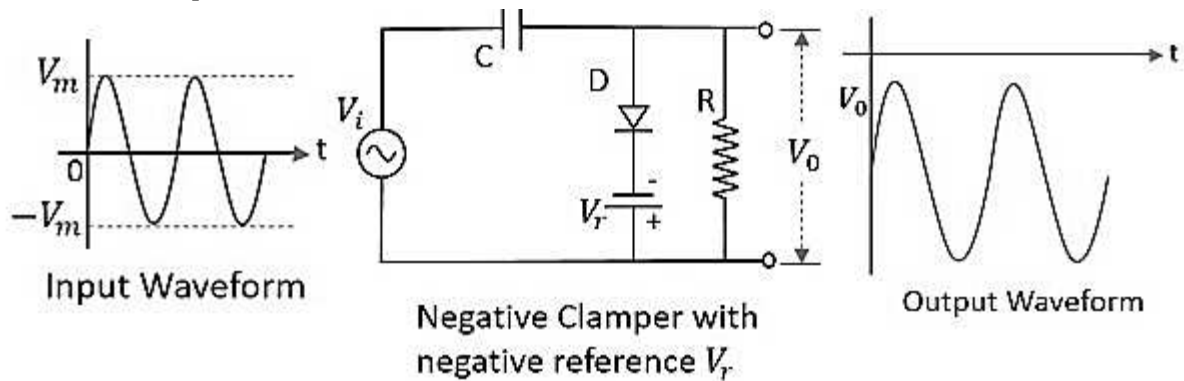 V_m
0
t
−V_m
Input Waveform
C
V_i
D
R
V_r
-
+
V_0
Negative Clamper with
negative reference V_r
t
V_0
Output Waveform